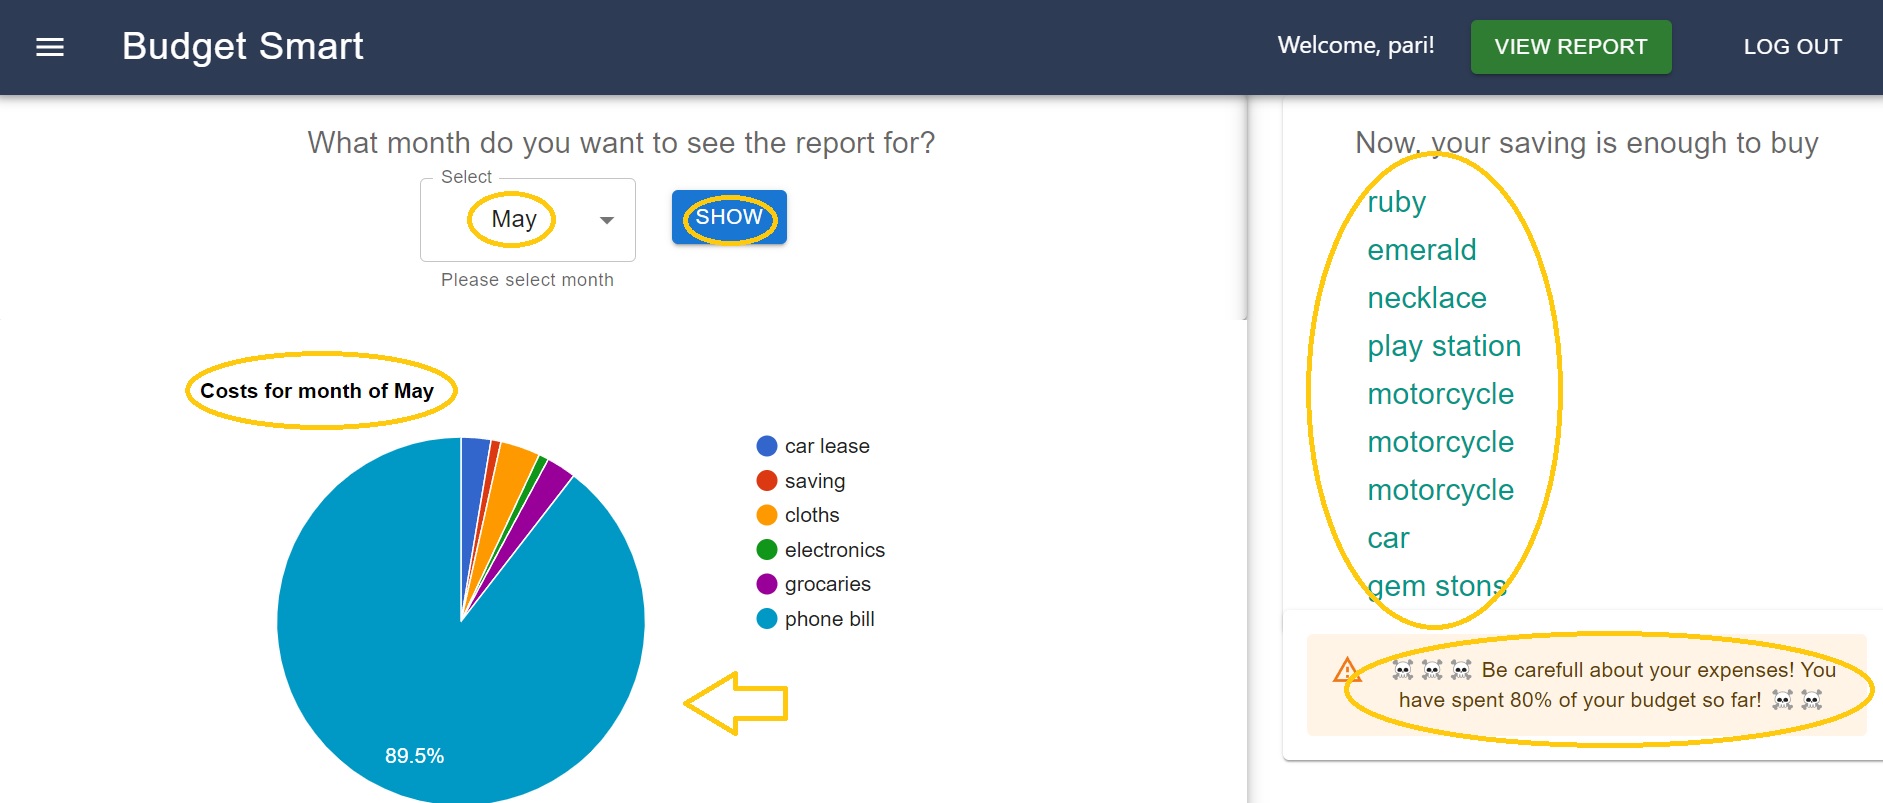 Budget Smart
Welcome, pari!
VIEW REPORT
LOG OUT
What month do you want to see the report for?
Select
May
SHOW
Please select month
Costs for month of May
car lease
saving
cloths
electronics
grocaries
phone bill
89.5%
Now, your saving is enough to buy
ruby
emerald
necklace
play station
motorcycle
motorcycle
motorcycle
car
gem stons
☠️ ☠️ ☠️ Be carefull about your expenses! You
have spent 80% of your budget so far! ☠️ ☠️